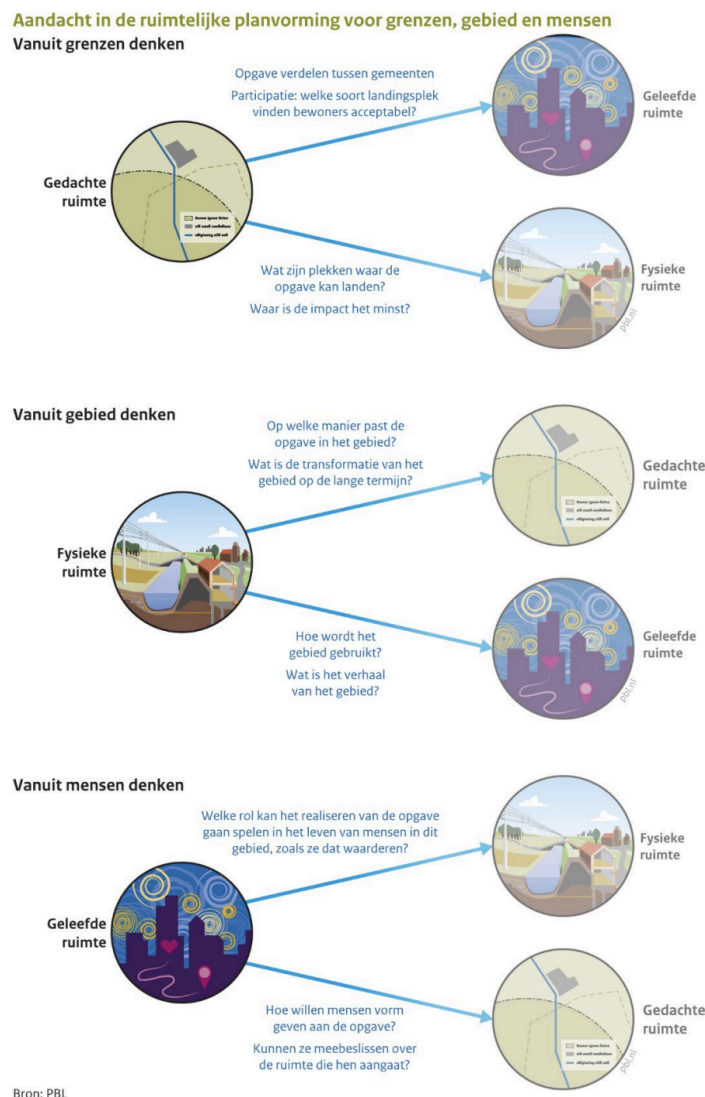 Aandacht in de ruimtelijke planvorming voor grenzen, gebied en mensen
Vanuit grenzen denken
Opgave verdelen tussen gemeenten
Participatie: welke soort landingsplek
vinden bewoners acceptabel?
Geleefde
ruimte
Gedachte
ruimte
Wat zijn plekken waar de
opgave kan landen?
Waar is de impact het minst?
Fysieke
ruimte
pbl.nl
Vanuit gebied denken
Op welke manier past de
opgave in het gebied?
Wat is de transformatie van het
gebied op de lange termijn?
Gedachte
ruimte
Fysieke
ruimte
Hoe wordt het
gebied gebruikt?
Wat is het verhaal
van het gebied?
Geleefde
ruimte
pbl.nl
Vanuit mensen denken
Welke rol kan het realiseren van de opgave
gaan spelen in het leven van mensen in dit
gebied, zoals ze dat waarderen?
Fysieke
ruimte
Geleefde
ruimte
Hoe willen mensen vorm
geven aan de opgave?
Kunnen ze meebeslissen over
de ruimte die hen aangaat?
Gedachte
ruimte
pbl.nl
Bron: PBL